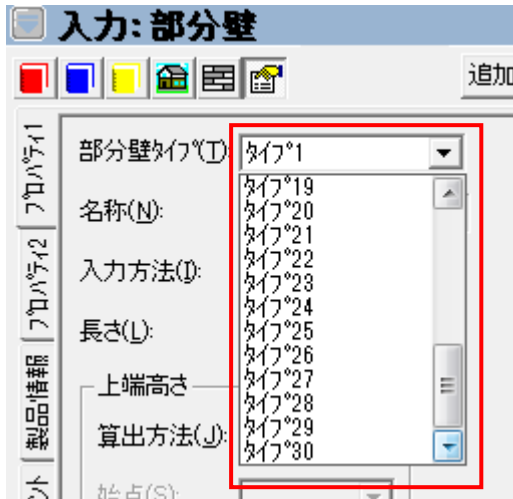 入力: 部分壁
追加
プロパティ1
プロパティ2
製品情報
部分壁ﾀｲﾌﾟ(T):
ﾀｲﾌﾟ1
ﾀｲﾌﾟ19
ﾀｲﾌﾟ20
ﾀｲﾌﾟ21
ﾀｲﾌﾟ22
ﾀｲﾌﾟ23
ﾀｲﾌﾟ24
ﾀｲﾌﾟ25
ﾀｲﾌﾟ26
ﾀｲﾌﾟ27
ﾀｲﾌﾟ28
ﾀｲﾌﾟ29
ﾀｲﾌﾟ30
名称(N):
入力方法(I):
長さ(L):
上端高さ
算出方法(J):
始点(S):